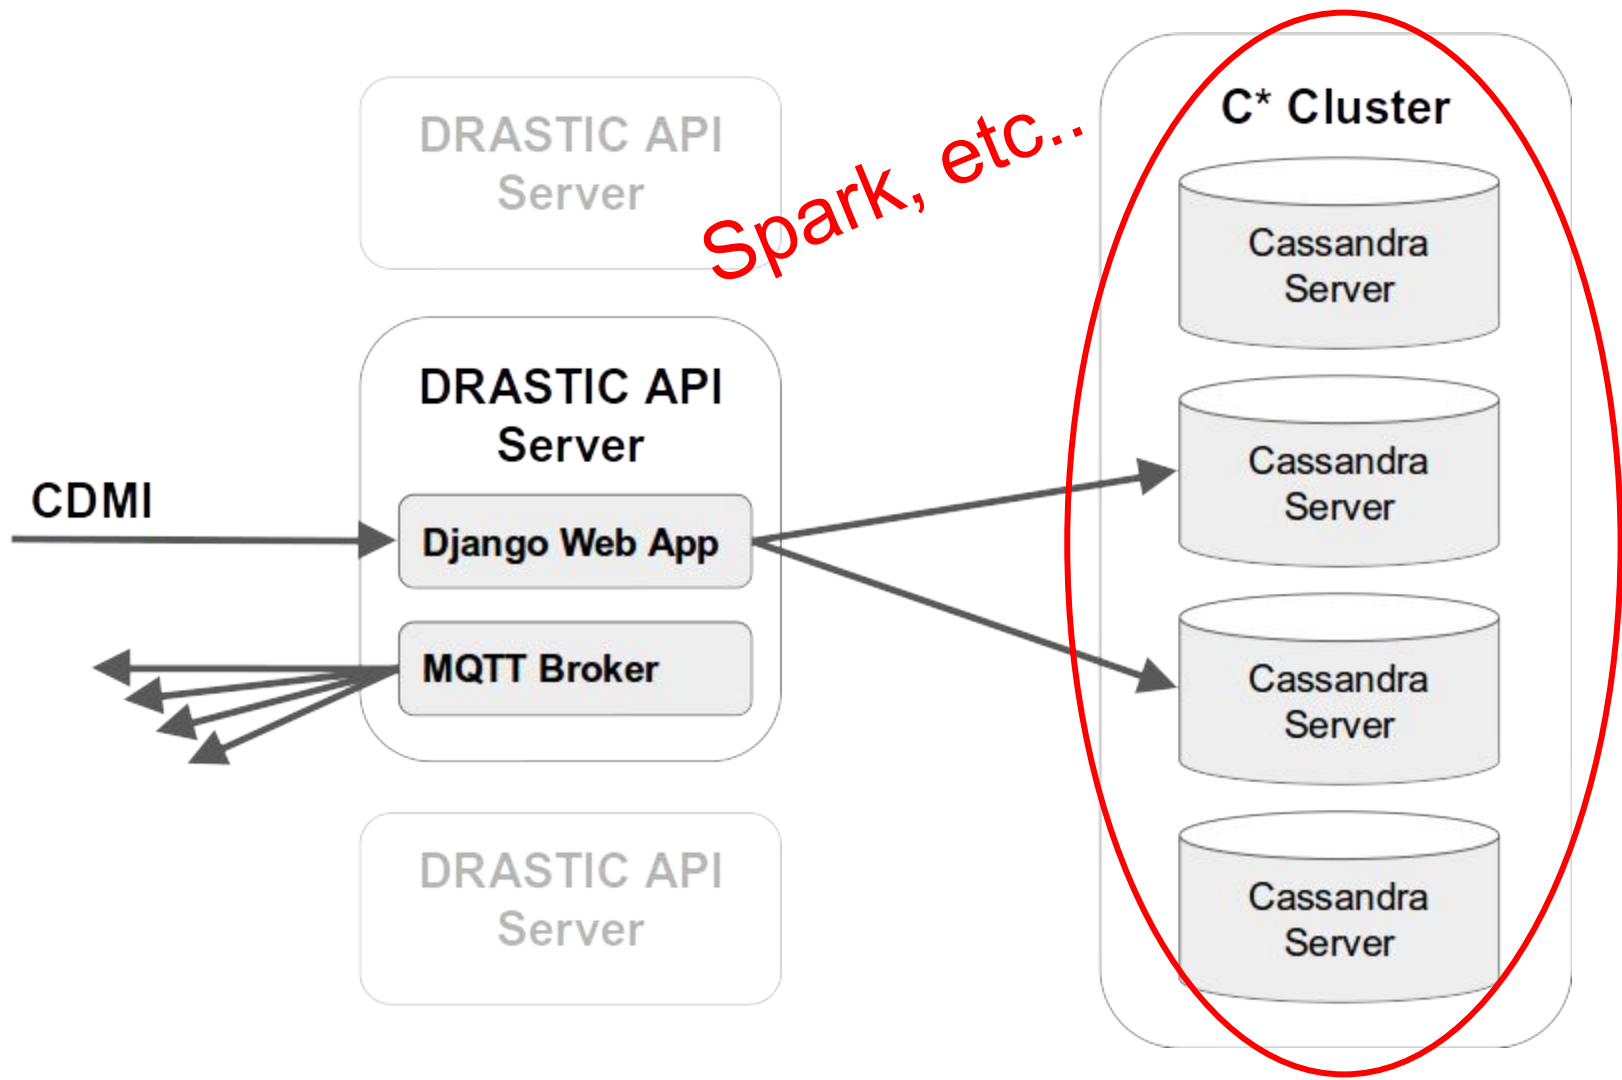 DRASTIC API
Server
Spark, etc..
C* Cluster
Cassandra
Server
DRASTIC API
Server
CDMI
Django Web App
MQTT Broker
Cassandra
Server
Cassandra
Server
DRASTIC API
Server
Cassandra
Server